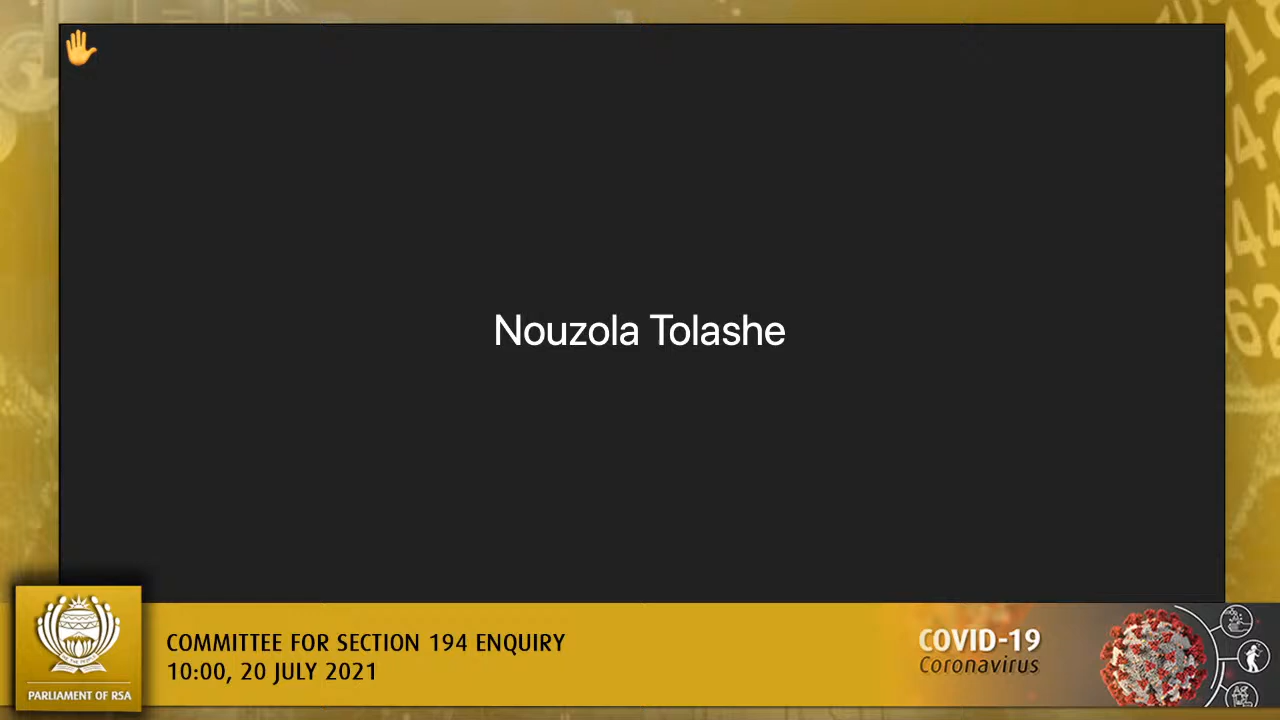 Nouzola Tolashe
COMMITTEE FOR SECTION 194 ENQUIRY
10:00, 20 JULY 2021
PARLIAMENT OF RSA
COVID-19
Coronavirus